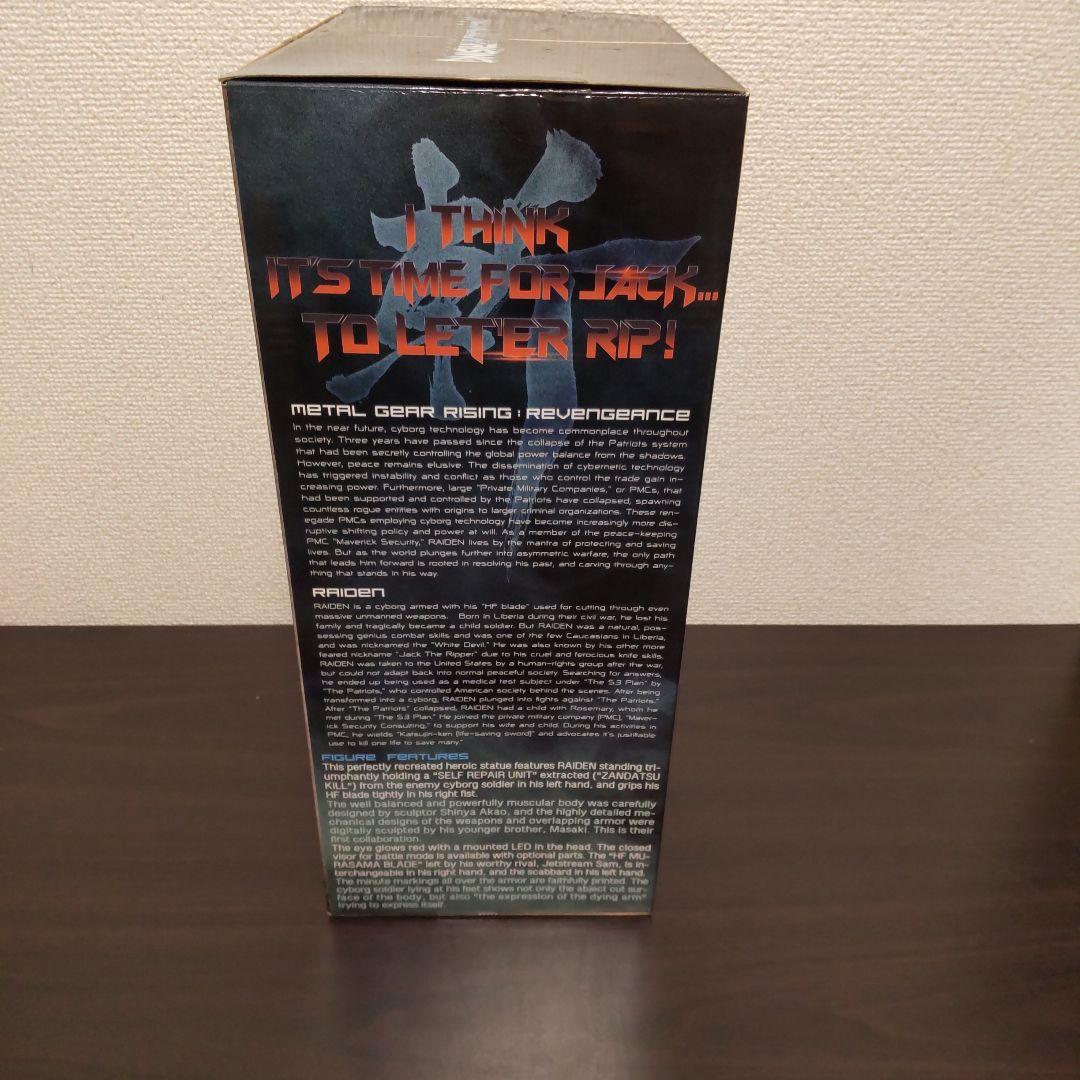 I THINK
IT'S TIME FOR JACK...
TO LET'ER RIP!
METAL GEAR RISING : REVENGEANCE
In the near future, cyborg technology has become commonplace throughout
society. Three years have passed since the collapse of the Patriots system
that had been secretly controlling the global power balance from the shadows.
However, peace remains elusive. The dissemination of cybernetic technology
has triggered instability and conflict as those who control the trade gain in-
creasing power. Furthermore, large "Private Military Companies," or PMCs, that
had been supported and controlled by the Patriots have collapsed, spawning
countless rogue entities with origins to larger criminal organizations. These ren-
egade PMCs employing cyborg technology have become increasingly more dis-
ruptive shifting policy and power at will. As a member of the peace-keeping
PMC "Maverick Security," RAIDEN lives by the mantra of protecting and saving
lives. But as the world plunges further into asymmetric warfare, the only path
that leads him forward is rooted in resolving his past, and carving through any-
thing that stands in his way.
RAIDEN
RAIDEN is a cyborg armed with his "HF blade" used for cutting through even
massive unmanned weapons. Born in Liberia during their civil war, he lost his
family and tragically became a child soldier. But RAIDEN was a natural, pos-
sessing genius combat skills and was one of the few Caucasians in Liberia,
and was nicknamed the "White Devil." He was also known by his other more
feared nickname "Jack The Ripper" due to his cruel and ferocious knife skills.
RAIDEN was taken to the United States by a human-rights group after the war,
but could not adapt back into normal peaceful society. Searching for answers,
he ended up being used as a medical test subject under "The S3 Plan" by
"The Patriots," who controlled American society behind the scenes. After being
transformed into a cyborg, RAIDEN plunged into fights against "The Patriots."
After "The Patriots" collapsed, RAIDEN had a child with Rosemary, whom he
met during "The S3 Plan." He joined the private military company (PMC), "Maver-
ick Security Consulting," to support his wife and child. During his activities in
PMC, he wields "Katsujin-ken (life-saving sword)" and advocates it's justifiable
use to kill one life to save many."
FIGURE FEATURES
This perfectly recreated heroic statue features RAIDEN standing tri-
umphantly holding a "SELF REPAIR UNIT" extracted ("ZANDATSU
KILL") from the enemy cyborg soldier in his left hand, and grips his
HF blade tightly in his right fist.
The well balanced and powerfully muscular body was carefully
designed by sculptor Shinya Akao, and the highly detailed me-
chanical designs of the weapons and overlapping armor were
digitally sculpted by his younger brother, Masaki. This is their
first collaboration.
The eye glows red with a mounted LED in the head. The closed
visor for battle mode is available with optional parts. The "HF MU-
RASAMA BLADE" left by his worthy rival, Jetstream Sam, is in-
terchangeable in his right hand, and the scabbard in his left hand.
The minute markings all over the armor are faithfully printed. The
cyborg soldier lying at his feet shows not only the abject cut sur-
face of the body, but also "the expression of the dying arm"
trying to express itself.